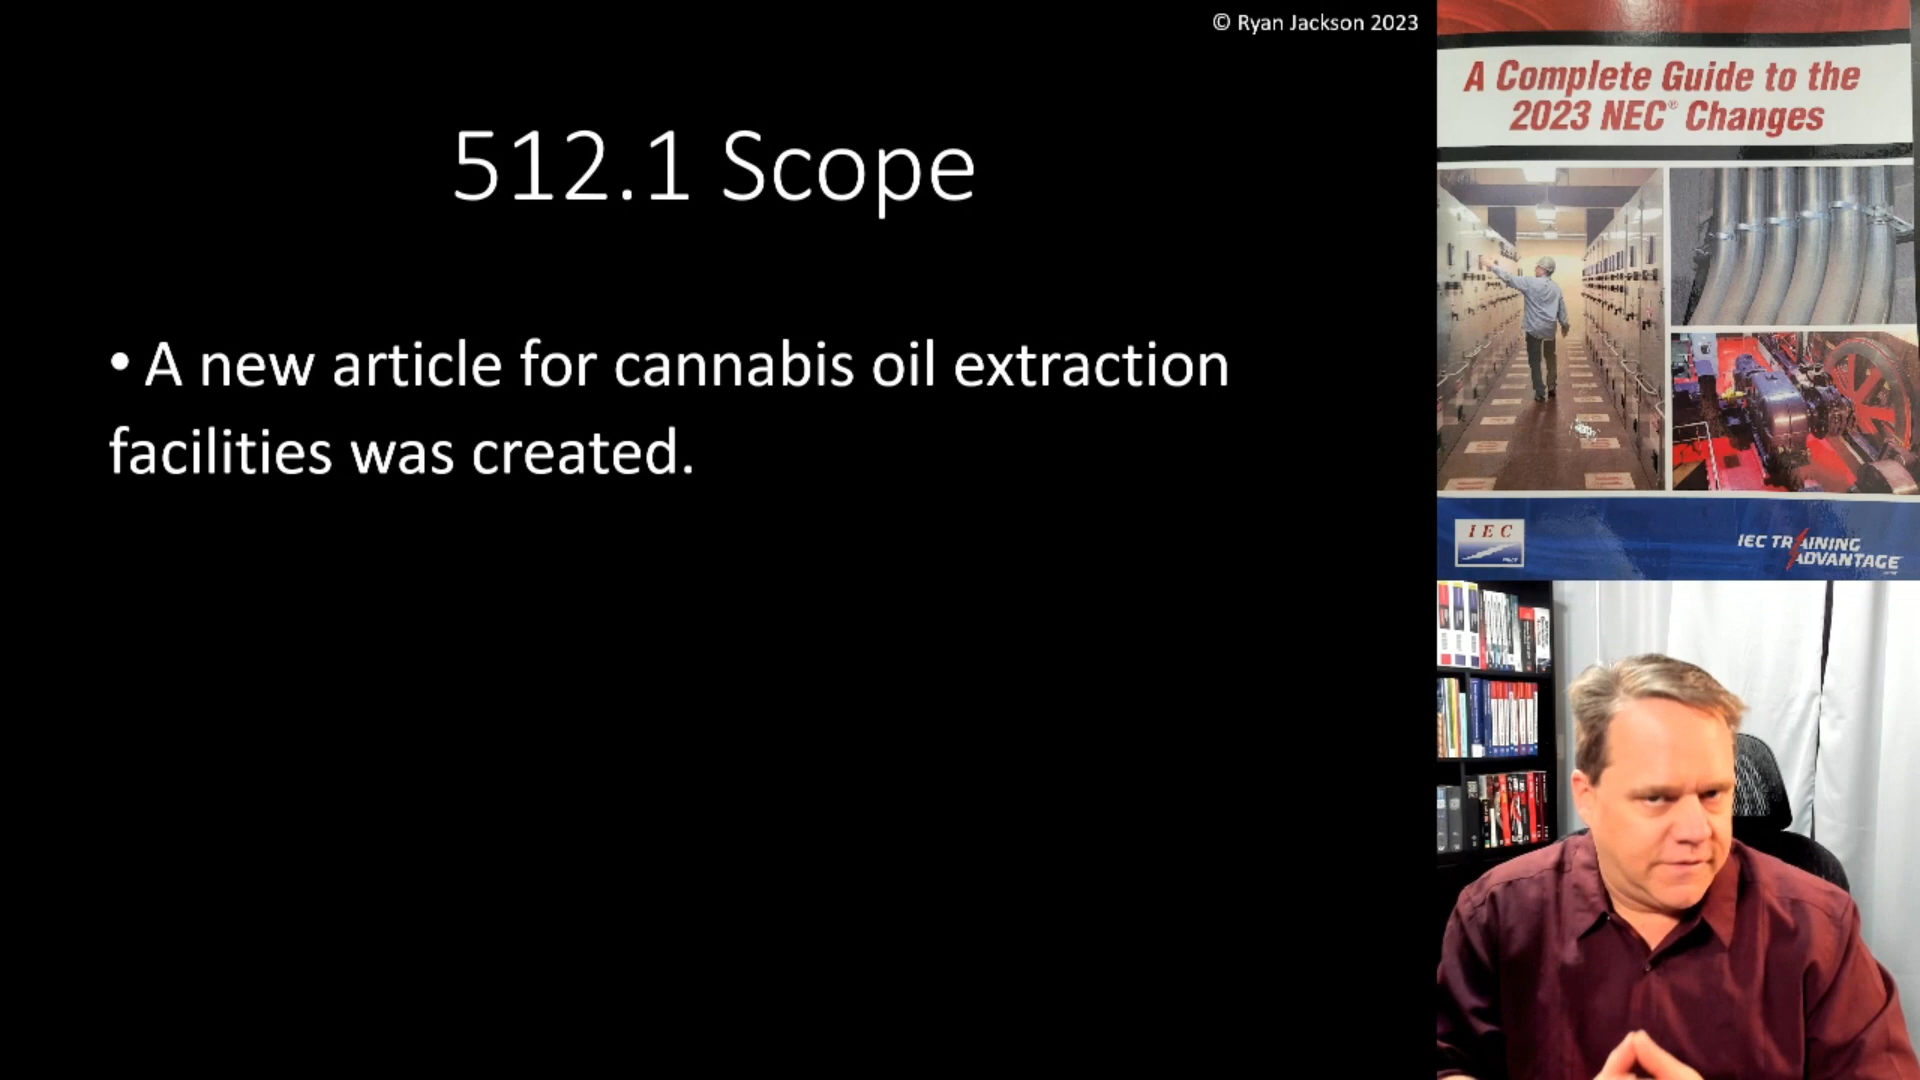 © Ryan Jackson 2023
512.1 Scope
• A new article for cannabis oil extraction
facilities was created.
A Complete Guide to the
2023 NEC® Changes
IEC
IEC TRAINING
ADVANTAGE